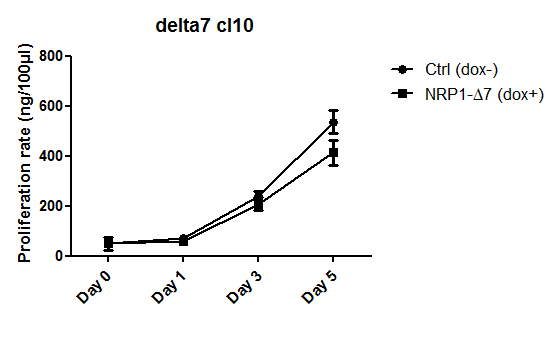 delta7 cl10
Proliferation rate (ng/100µl)
800
600
400
200
0
Day 0
Day 1
Day 3
Day 5
Ctrl (dox-)
NRP1-Δ7 (dox+)